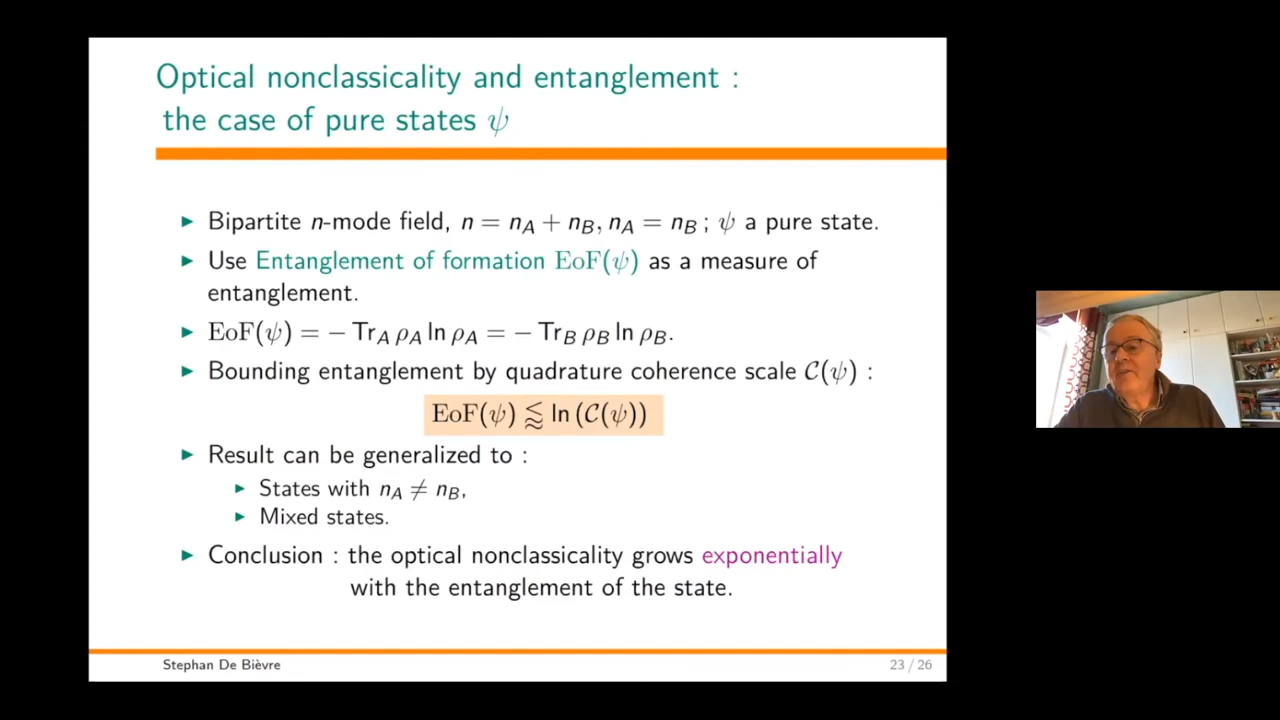 Optical nonclassicality and entanglement :
the case of pure states ψ
▶ Bipartite n-mode field, n = n_A + n_B, n_A = n_B ; ψ a pure state.
▶ Use Entanglement of formation EoF(ψ) as a measure of
entanglement.
▶ EoF(ψ) = − Tr_A ρ_A ln ρ_A = − Tr_B ρ_B ln ρ_B.
▶ Bounding entanglement by quadrature coherence scale 𝒞(ψ) :
EoF(ψ) ⪅ ln (𝒞(ψ))
▶ Result can be generalized to :
▶ States with n_A ≠ n_B,
▶ Mixed states.
▶ Conclusion : the optical nonclassicality grows exponentially
with the entanglement of the state.
Stephan De Bièvre 23 / 26